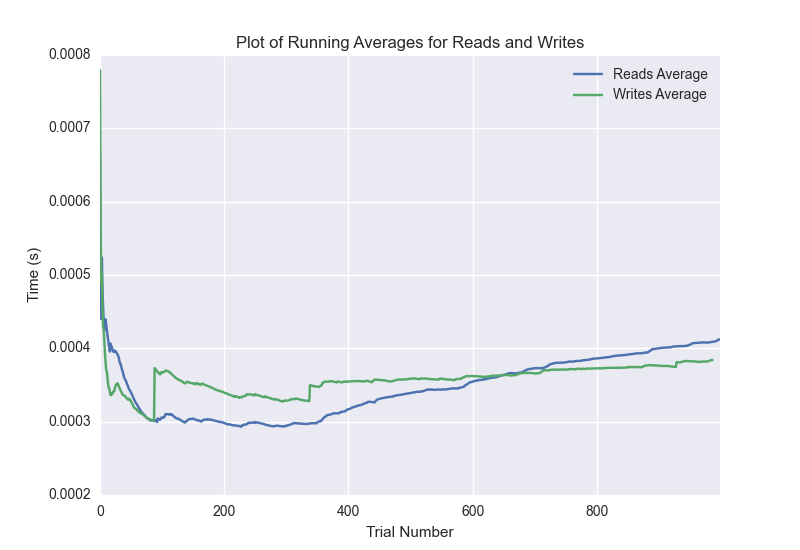 Plot of Running Averages for Reads and Writes
0.0008
0.0007
0.0006
0.0005
0.0004
0.0003
0.0002
Time (s)
Reads Average
Writes Average
0
200
400
600
800
Trial Number